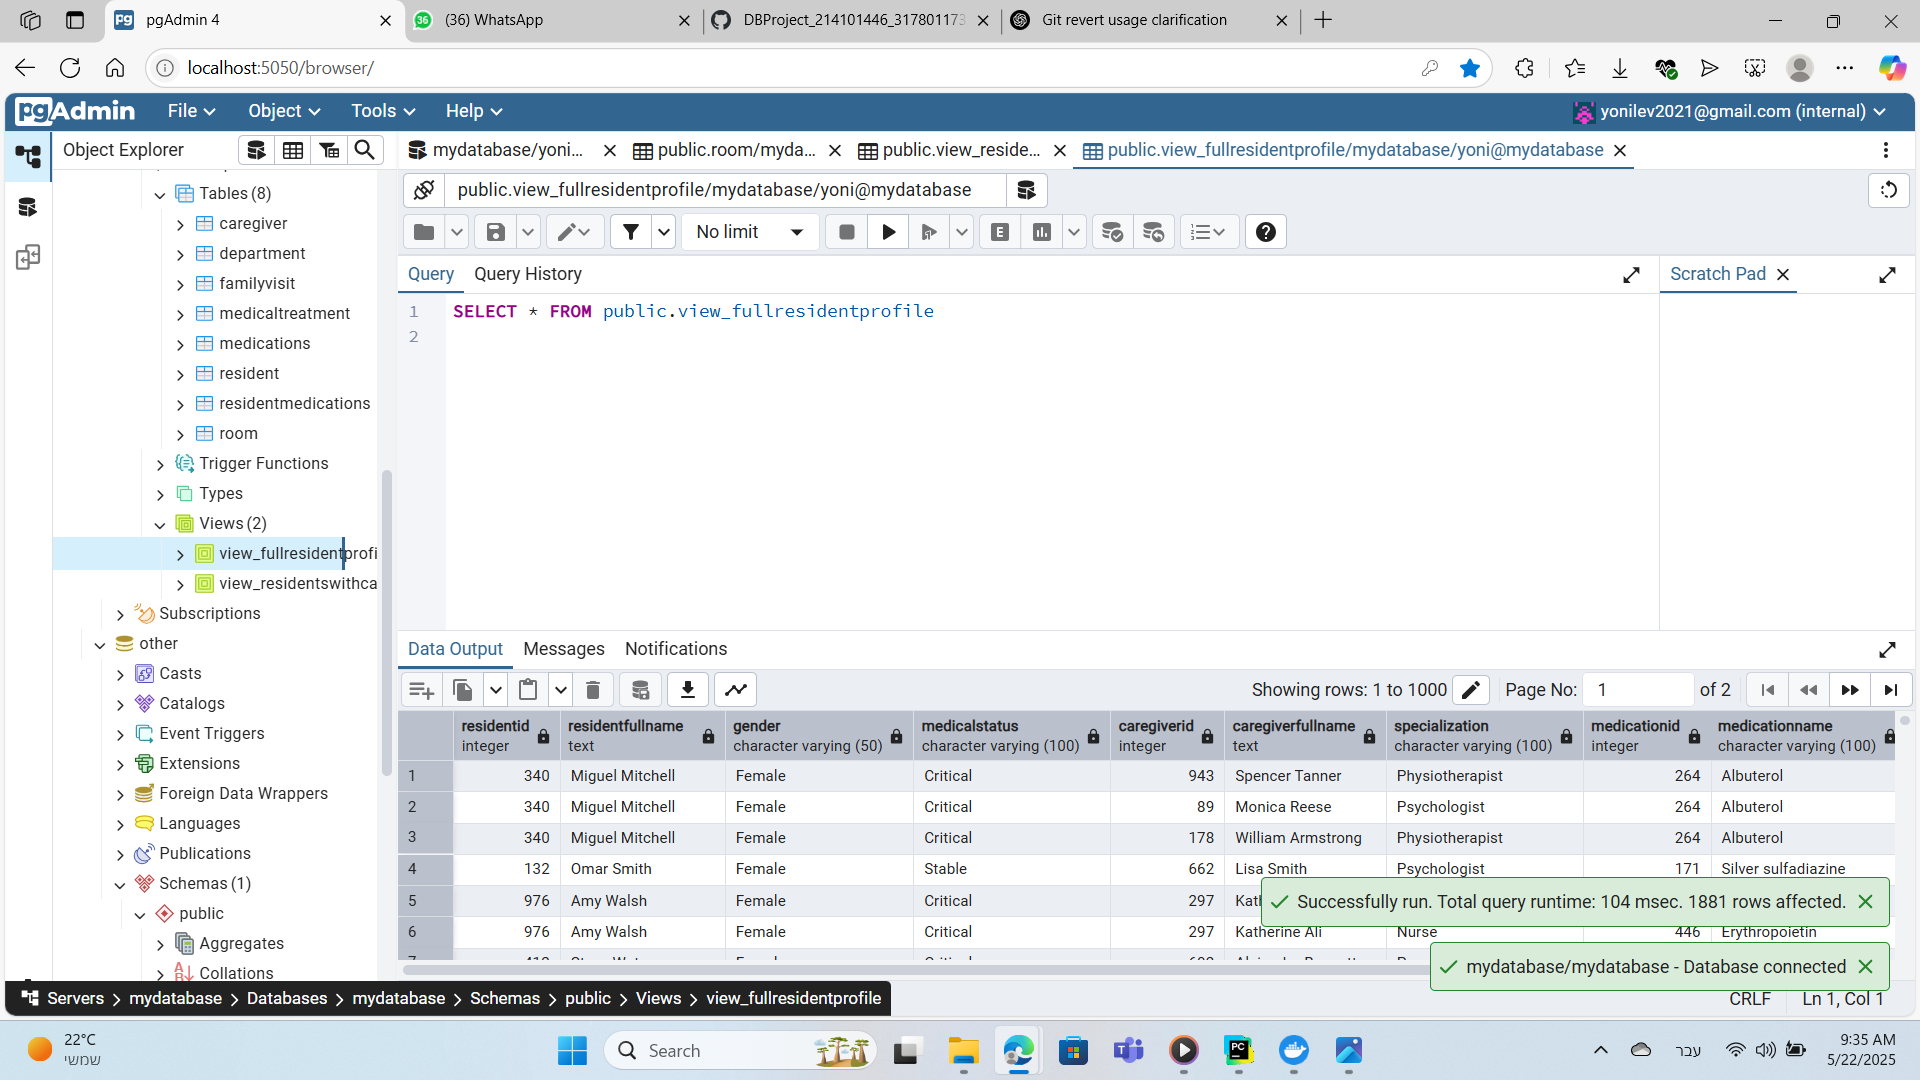 pgAdmin 4
(36) WhatsApp
DBProject_214101446_317801173
Git revert usage clarification
localhost:5050/browser/
pgAdmin
File
Object
Tools
Help
yonilev2021@gmail.com (internal)
Object Explorer
mydatabase/yoni...
public.room/myda...
public.view_reside...
public.view_fullresidentprofile/mydatabase/yoni@mydatabase
public.view_fullresidentprofile/mydatabase/yoni@mydatabase
No limit
E
Query
Query History
Scratch Pad
1 SELECT * FROM public.view_fullresidentprofile
2
Tables (8)
caregiver
department
familyvisit
medicaltreatment
medications
resident
residentmedications
room
Trigger Functions
Types
Views (2)
view_fullresidentprofi
view_residentswithca
Subscriptions
other
Casts
Catalogs
Event Triggers
Extensions
Foreign Data Wrappers
Languages
Publications
Schemas (1)
public
Aggregates
Collations
Data Output
Messages
Notifications
Showing rows: 1 to 1000
Page No: 1 of 2
residentid integer
residentfullname text
gender character varying (50)
medicalstatus character varying (100)
caregiverid integer
caregiverfullname text
specialization character varying (100)
medicationid integer
medicationname character varying (100)
1 340 Miguel Mitchell Female Critical 943 Spencer Tanner Physiotherapist 264 Albuterol
2 340 Miguel Mitchell Female Critical 89 Monica Reese Psychologist 264 Albuterol
3 340 Miguel Mitchell Female Critical 178 William Armstrong Physiotherapist 264 Albuterol
4 132 Omar Smith Female Stable 662 Lisa Smith Psychologist 171 Silver sulfadiazine
5 976 Amy Walsh Female Critical 297
6 976 Amy Walsh Female Critical 297 Katherine Ali Nurse 446 Erythropoietin
Successfully run. Total query runtime: 104 msec. 1881 rows affected.
mydatabase/mydatabase - Database connected
Servers > mydatabase > Databases > mydatabase > Schemas > public > Views > view_fullresidentprofile
CRLF
Ln 1, Col 1
22°C
שמשי
Search
עבר
9:35 AM
5/22/2025